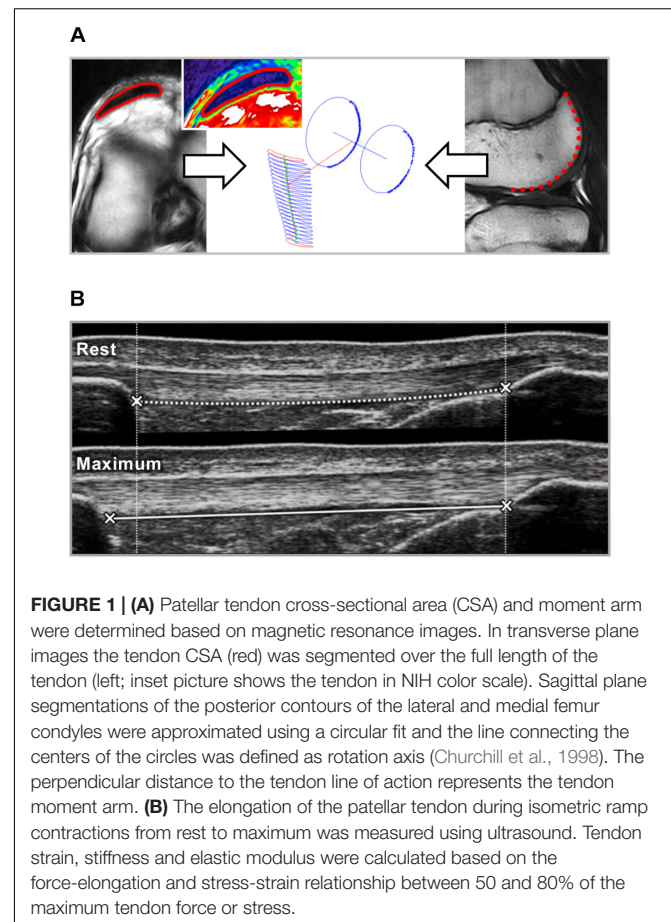 A
B
Rest
Maximum
FIGURE 1 | (A) Patellar tendon cross-sectional area (CSA) and moment arm
were determined based on magnetic resonance images. In transverse plane
images the tendon CSA (red) was segmented over the full length of the
tendon (left; inset picture shows the tendon in NIH color scale). Sagittal plane
segmentations of the posterior contours of the lateral and medial femur
condyles were approximated using a circular fit and the line connecting the
centers of the circles was defined as rotation axis (Churchill et al., 1998). The
perpendicular distance to the tendon line of action represents the tendon
moment arm. (B) The elongation of the patellar tendon during isometric ramp
contractions from rest to maximum was measured using ultrasound. Tendon
strain, stiffness and elastic modulus were calculated based on the
force-elongation and stress-strain relationship between 50 and 80% of the
maximum tendon force or stress.